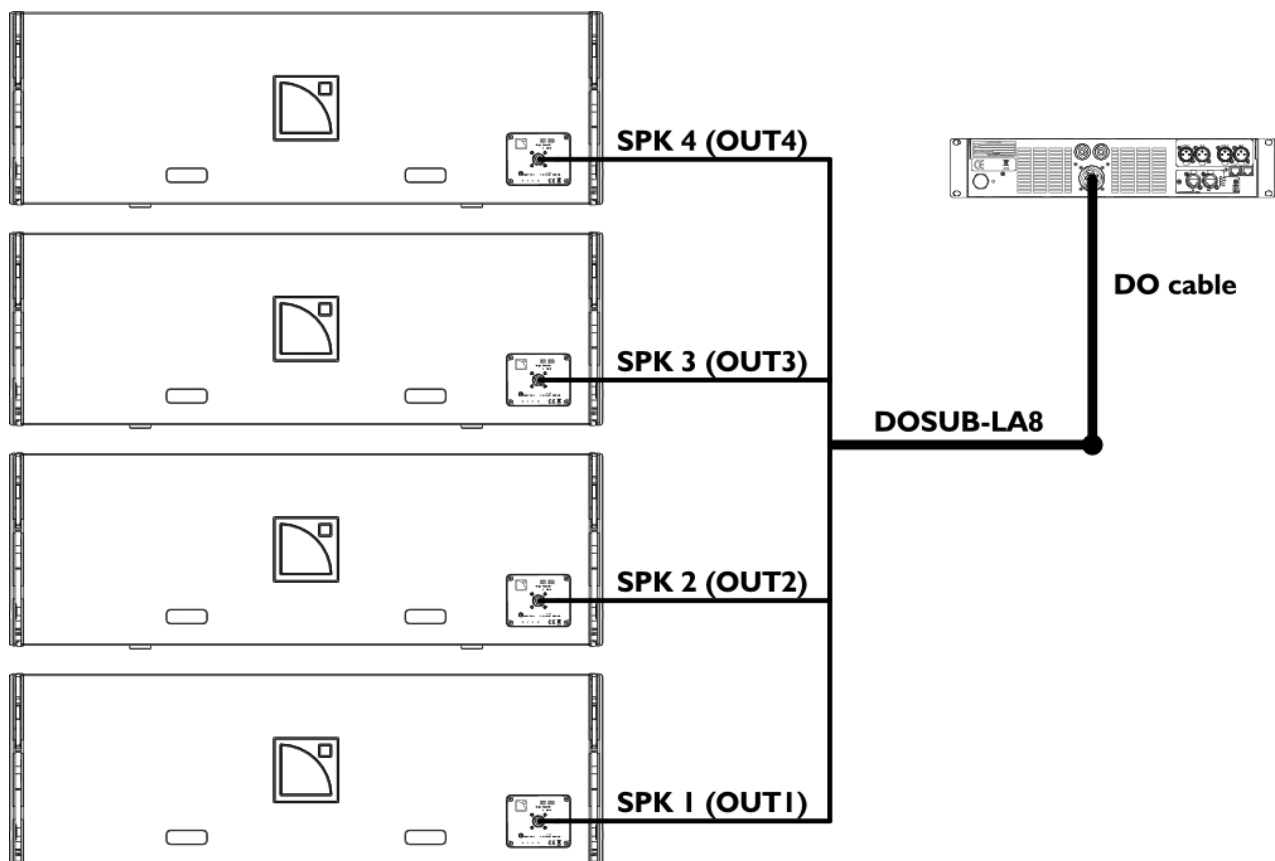 SPK 4 (OUT4)
DO cable
SPK 3 (OUT3)
DOSUB-LA8
SPK 2 (OUT2)
SPK 1 (OUT1)